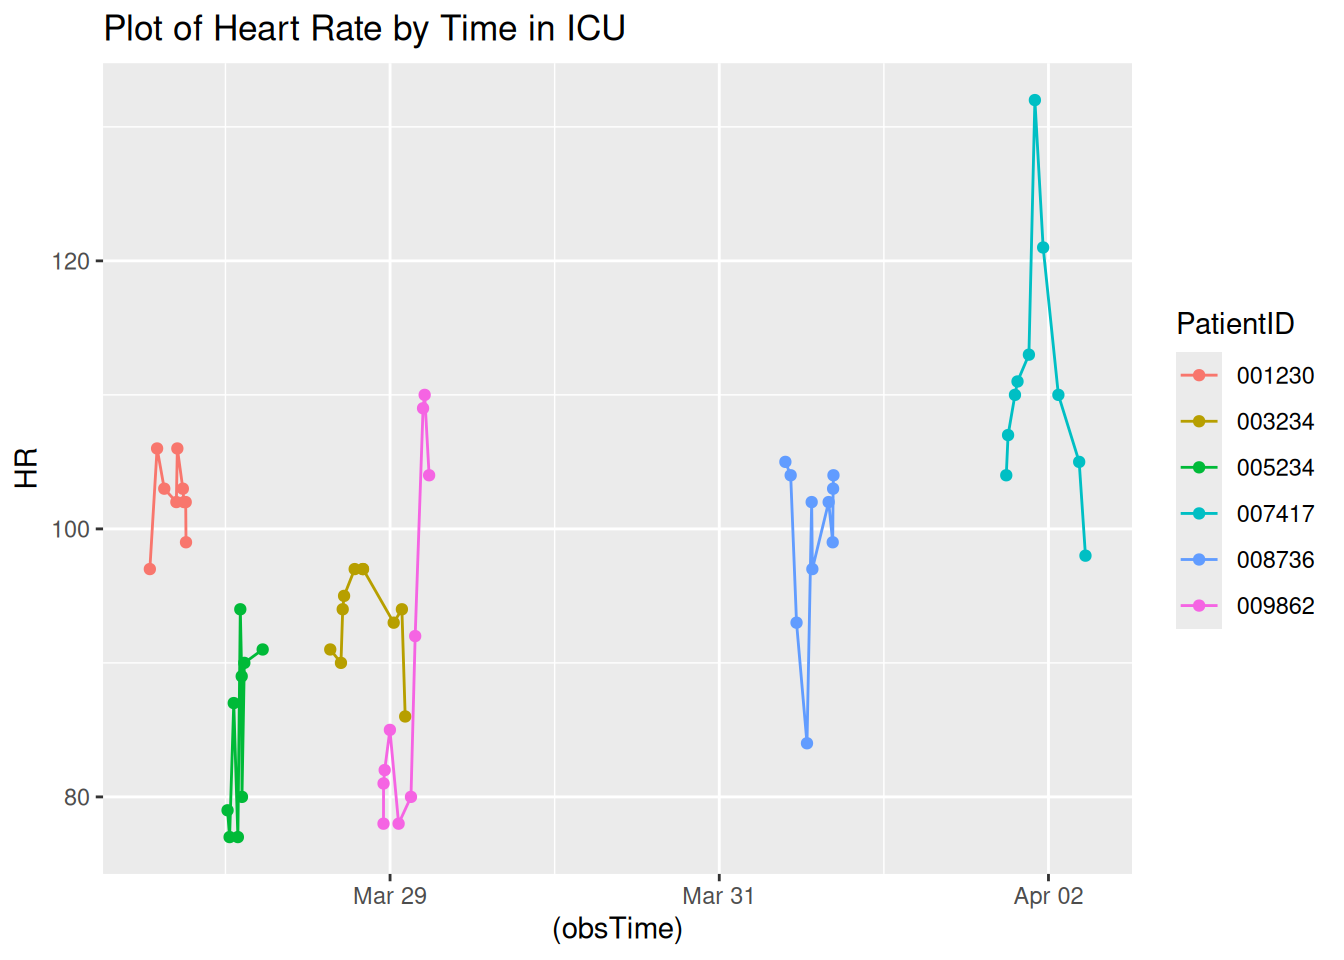 Plot of Heart Rate by Time in ICU
HR
120
100
80
Mar 29
Mar 31
Apr 02
(obsTime)
PatientID
001230
003234
005234
007417
008736
009862